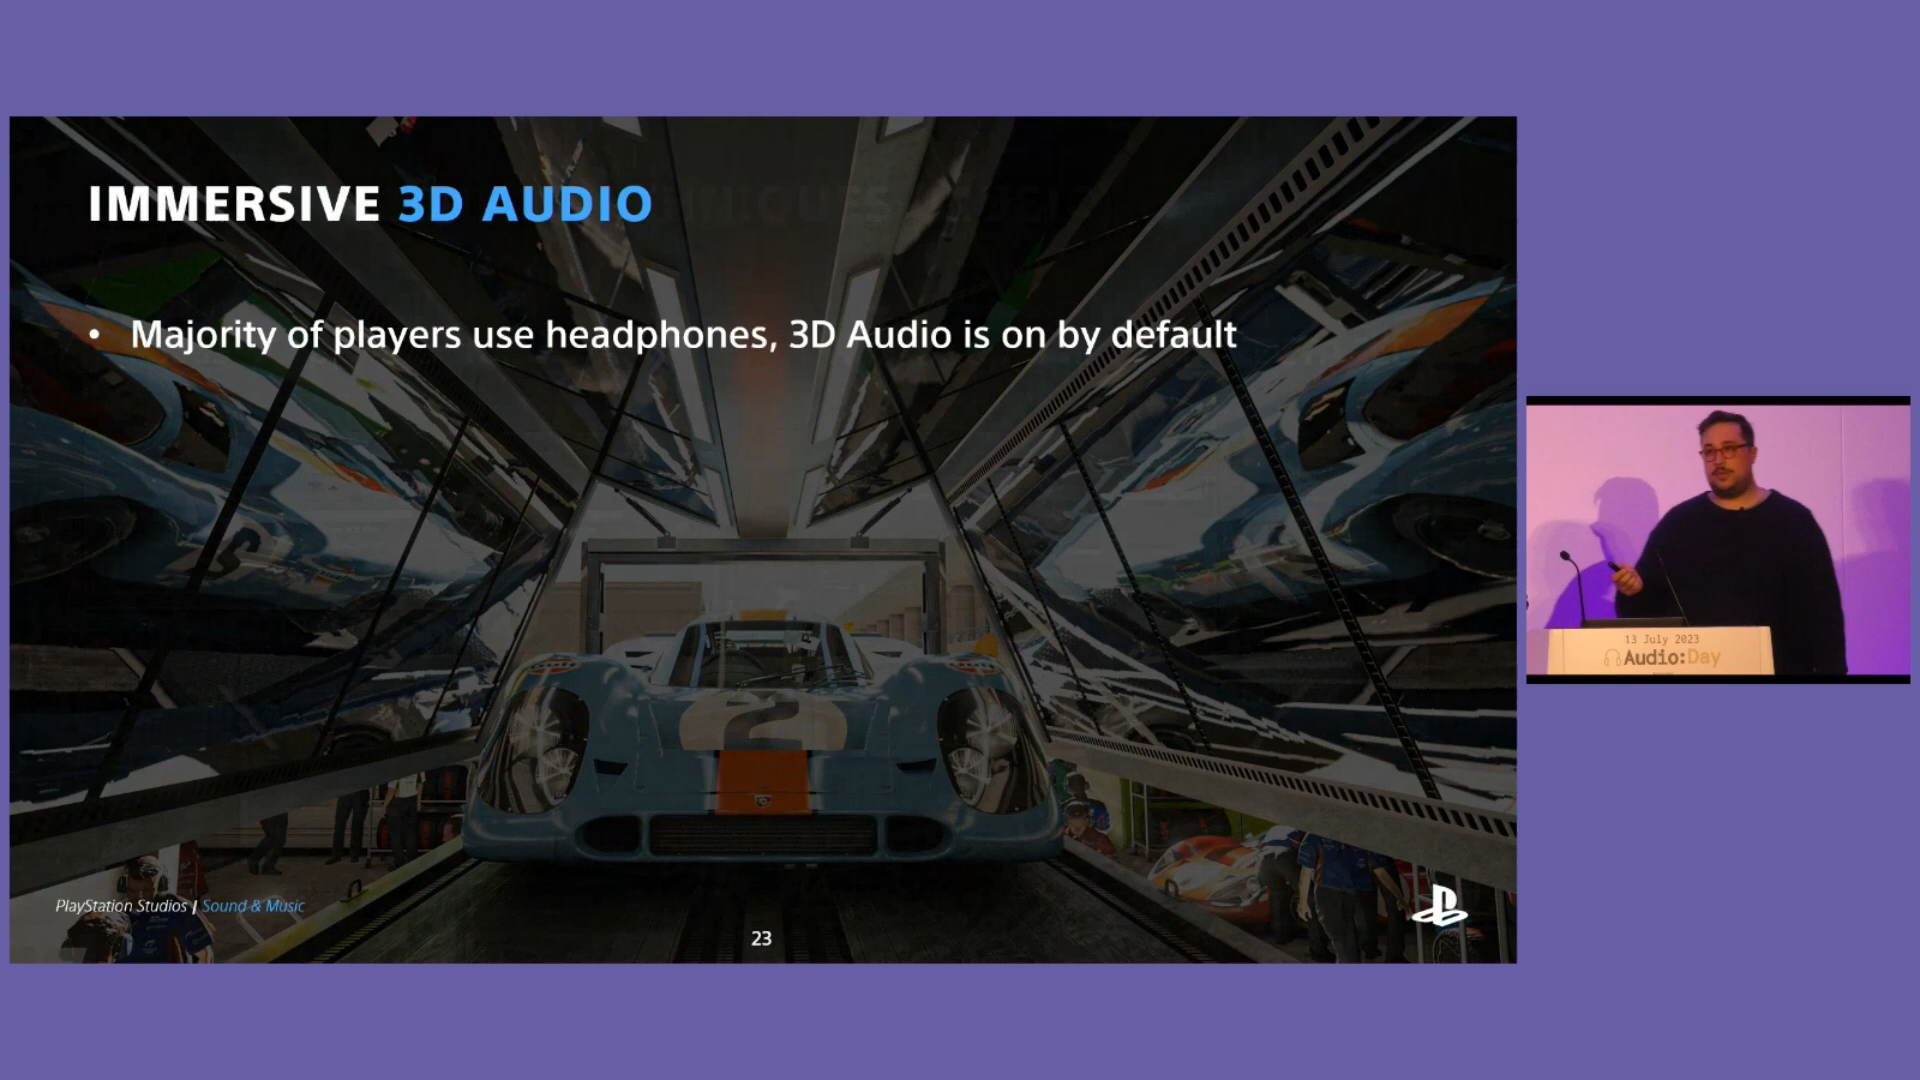 IMMERSIVE 3D AUDIO
• Majority of players use headphones, 3D Audio is on by default
2
PlayStation Studios | Sound & Music
23
13 July 2023
Audio:Day